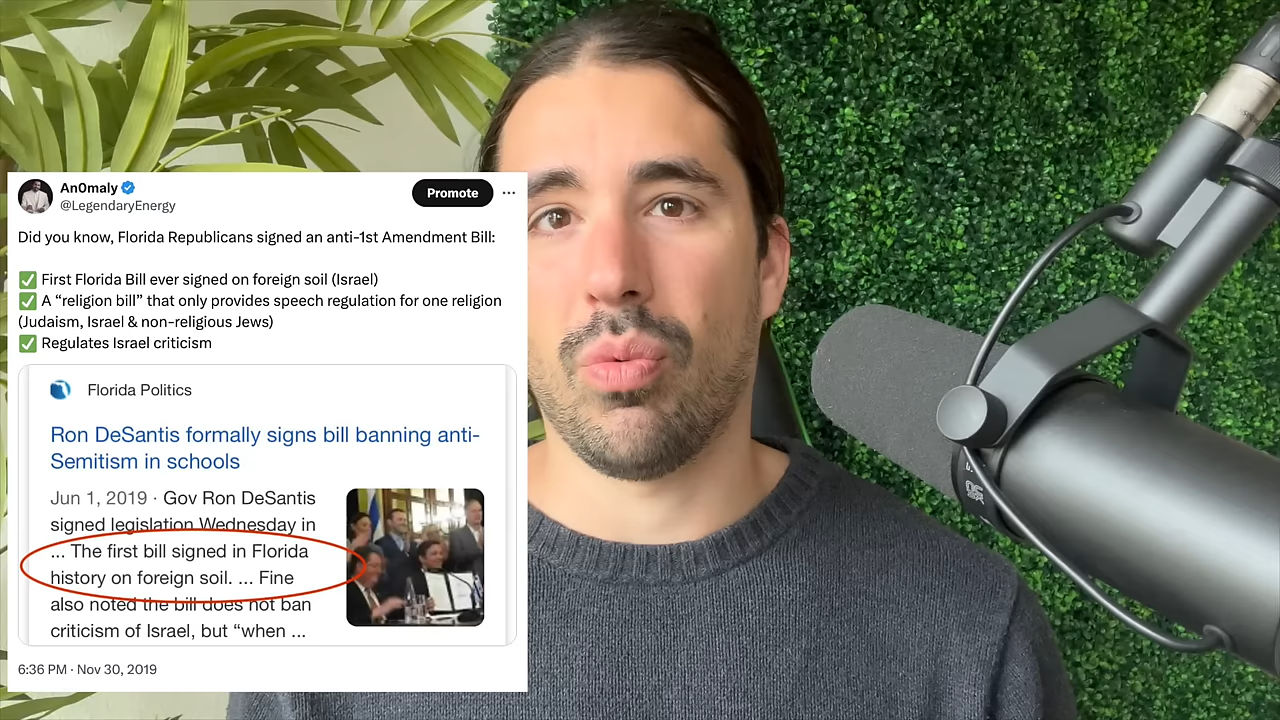 An0maly
@LegendaryEnergy
Promote
Did you know, Florida Republicans signed an anti-1st Amendment Bill:
✅ First Florida Bill ever signed on foreign soil (Israel)
✅ A “religion bill” that only provides speech regulation for one religion
(Judaism, Israel & non-religious Jews)
✅ Regulates Israel criticism
Florida Politics
Ron DeSantis formally signs bill banning anti-
Semitism in schools
Jun 1, 2019 · Gov Ron DeSantis
signed legislation Wednesday in
... The first bill signed in Florida
history on foreign soil. ... Fine
also noted the bill does not ban
criticism of Israel, but “when ...
6:36 PM · Nov 30, 2019